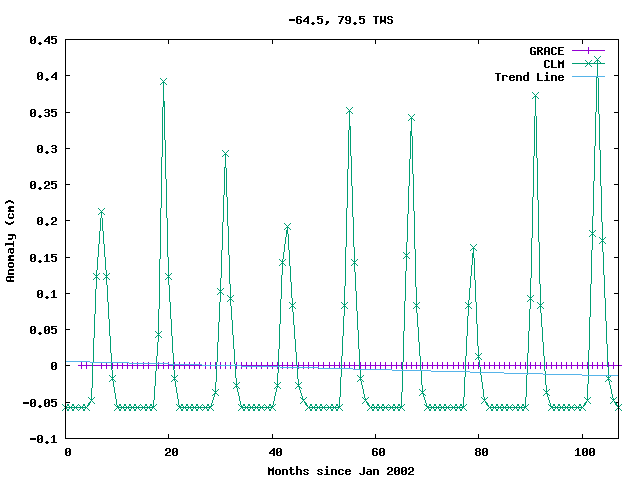 -64.5, 79.5 TWS
0.45
0.4
0.35
0.3
0.25
0.2
0.15
0.1
0.05
0
-0.05
-0.1
Anomaly (cm)
GRACE
CLM
Trend Line
0 20 40 60 80 100
Months since Jan 2002